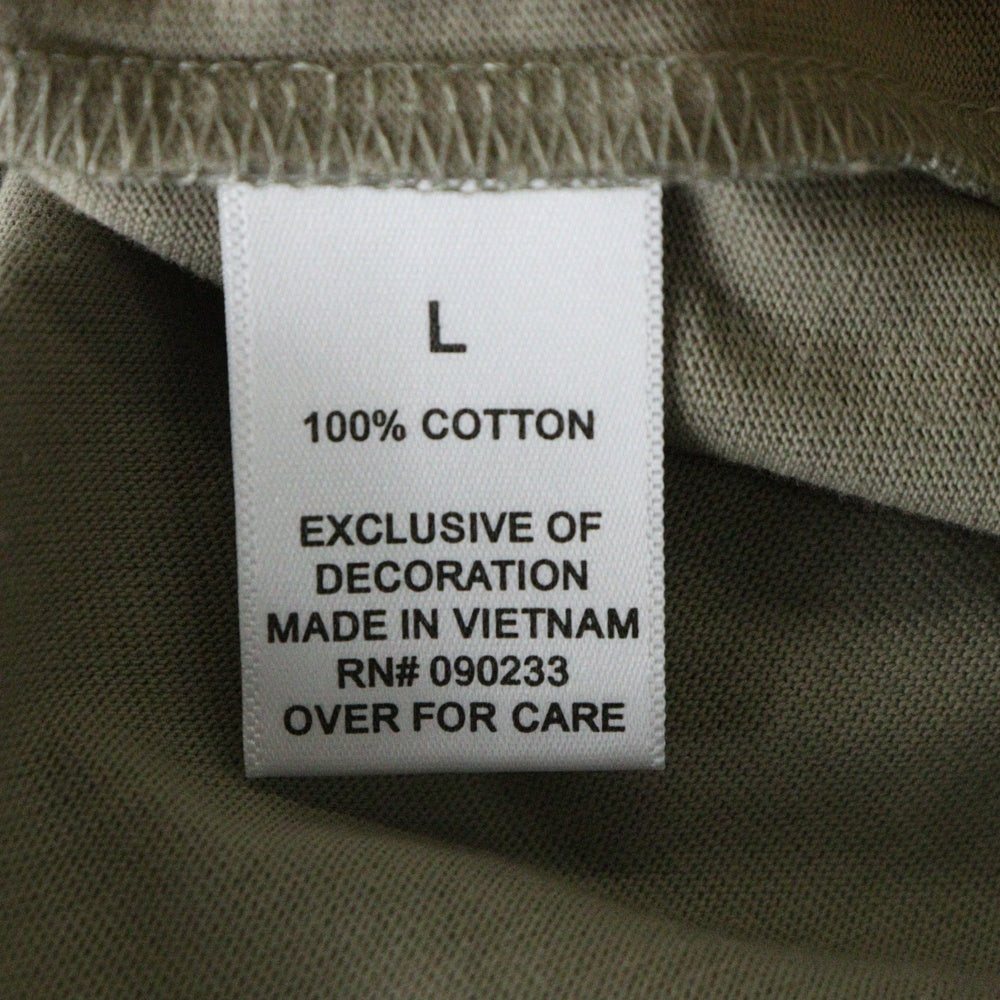 L
100% COTTON
EXCLUSIVE OF
DECORATION
MADE IN VIETNAM
RN# 090233
OVER FOR CARE